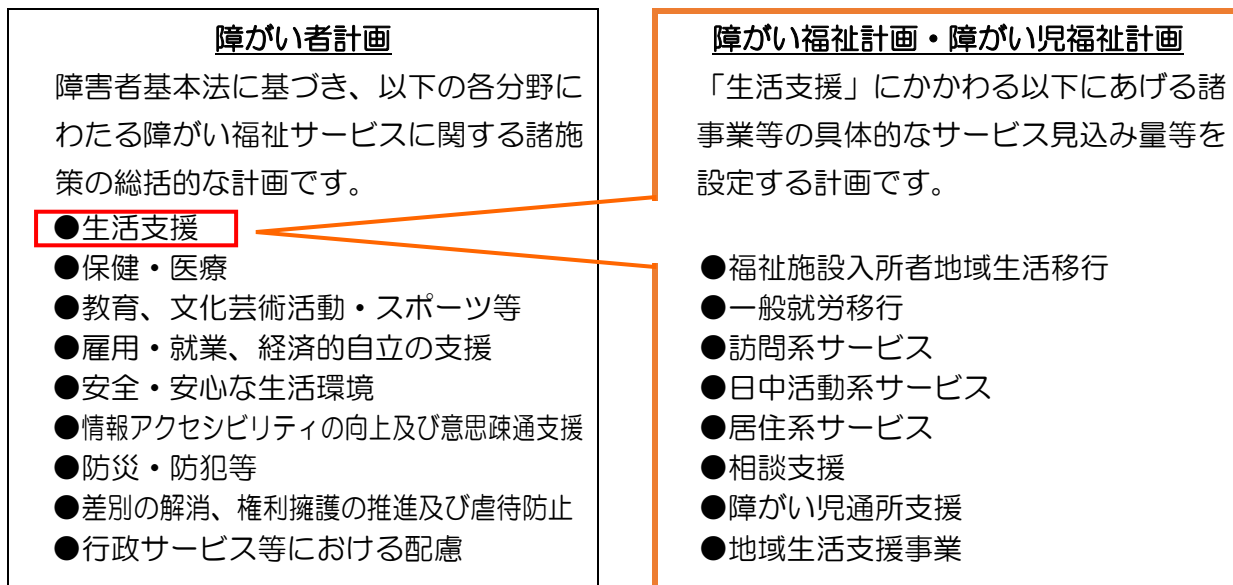 障がい者計画
障害者基本法に基づき、以下の各分野に
わたる障がい福祉サービスに関する諸施
策の総括的な計画です。
●生活支援
●保健・医療
●教育、文化芸術活動・スポーツ等
●雇用・就業、経済的自立の支援
●安全・安心な生活環境
●情報アクセシビリティの向上及び意思疎通支援
●防災・防犯等
●差別の解消、権利擁護の推進及び虐待防止
●行政サービス等における配慮
障がい福祉計画・障がい児福祉計画
「生活支援」にかかわる以下にあげる諸
事業等の具体的なサービス見込み量等を
設定する計画です。
●福祉施設入所者地域生活移行
●一般就労移行
●訪問系サービス
●日中活動系サービス
●居住系サービス
●相談支援
●障がい児通所支援
●地域生活支援事業